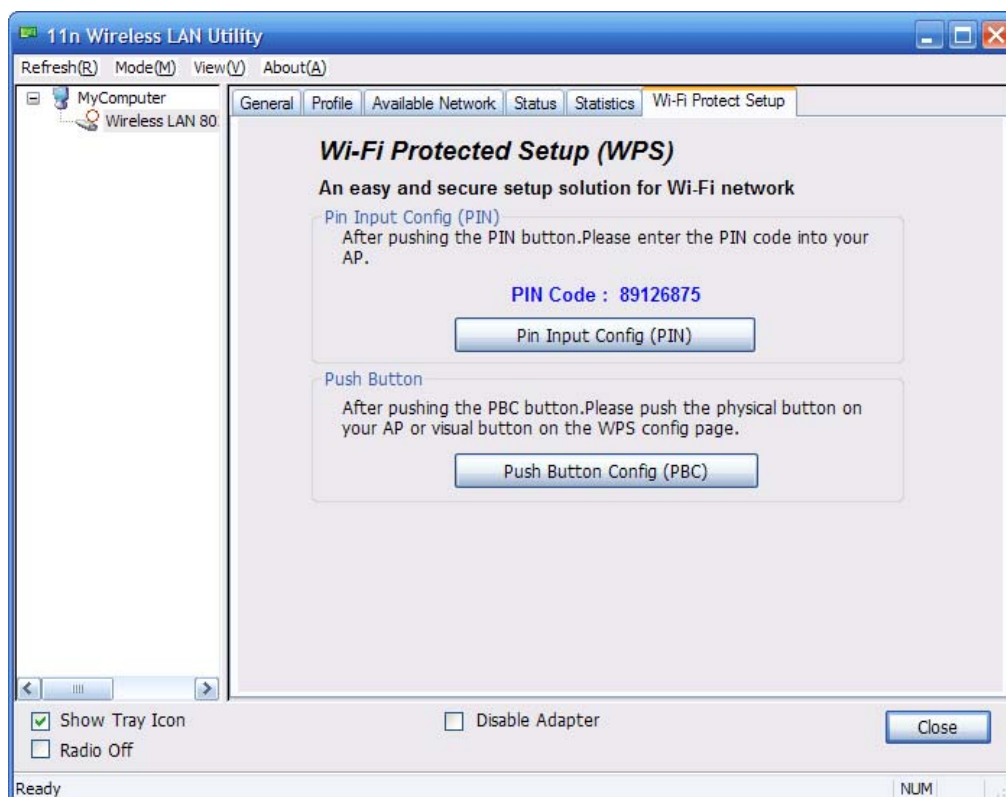 11n Wireless LAN Utility
Refresh(R) Mode(M) View(V) About(A)
MyComputer
Wireless LAN 80
General Profile Available Network Status Statistics Wi-Fi Protect Setup
Wi-Fi Protected Setup (WPS)
An easy and secure setup solution for Wi-Fi network
Pin Input Config (PIN)
After pushing the PIN button.Please enter the PIN code into your
AP.
PIN Code : 89126875
Pin Input Config (PIN)
Push Button
After pushing the PBC button.Please push the physical button on
your AP or visual button on the WPS config page.
Push Button Config (PBC)
Show Tray Icon
Disable Adapter
Close
Radio Off
Ready
NUM